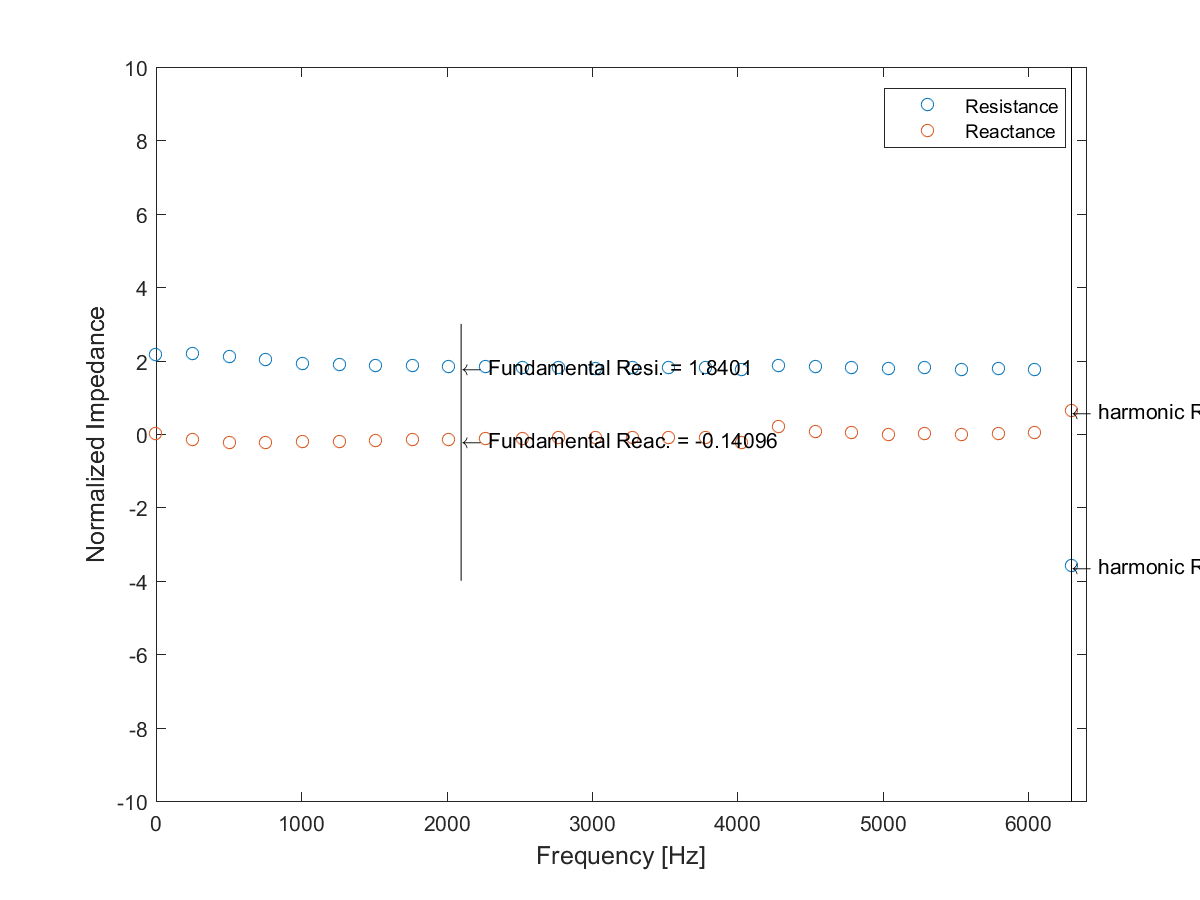 10
8
6
4
2
0
-2
-4
-6
-8
-10
Normalized Impedance
Resistance
Reactance
Fundamental Resi. = 1.8401
Fundamental Reac. = -0.14096
harmonic R
harmonic R
0
1000
2000
3000
4000
5000
6000
Frequency [Hz]